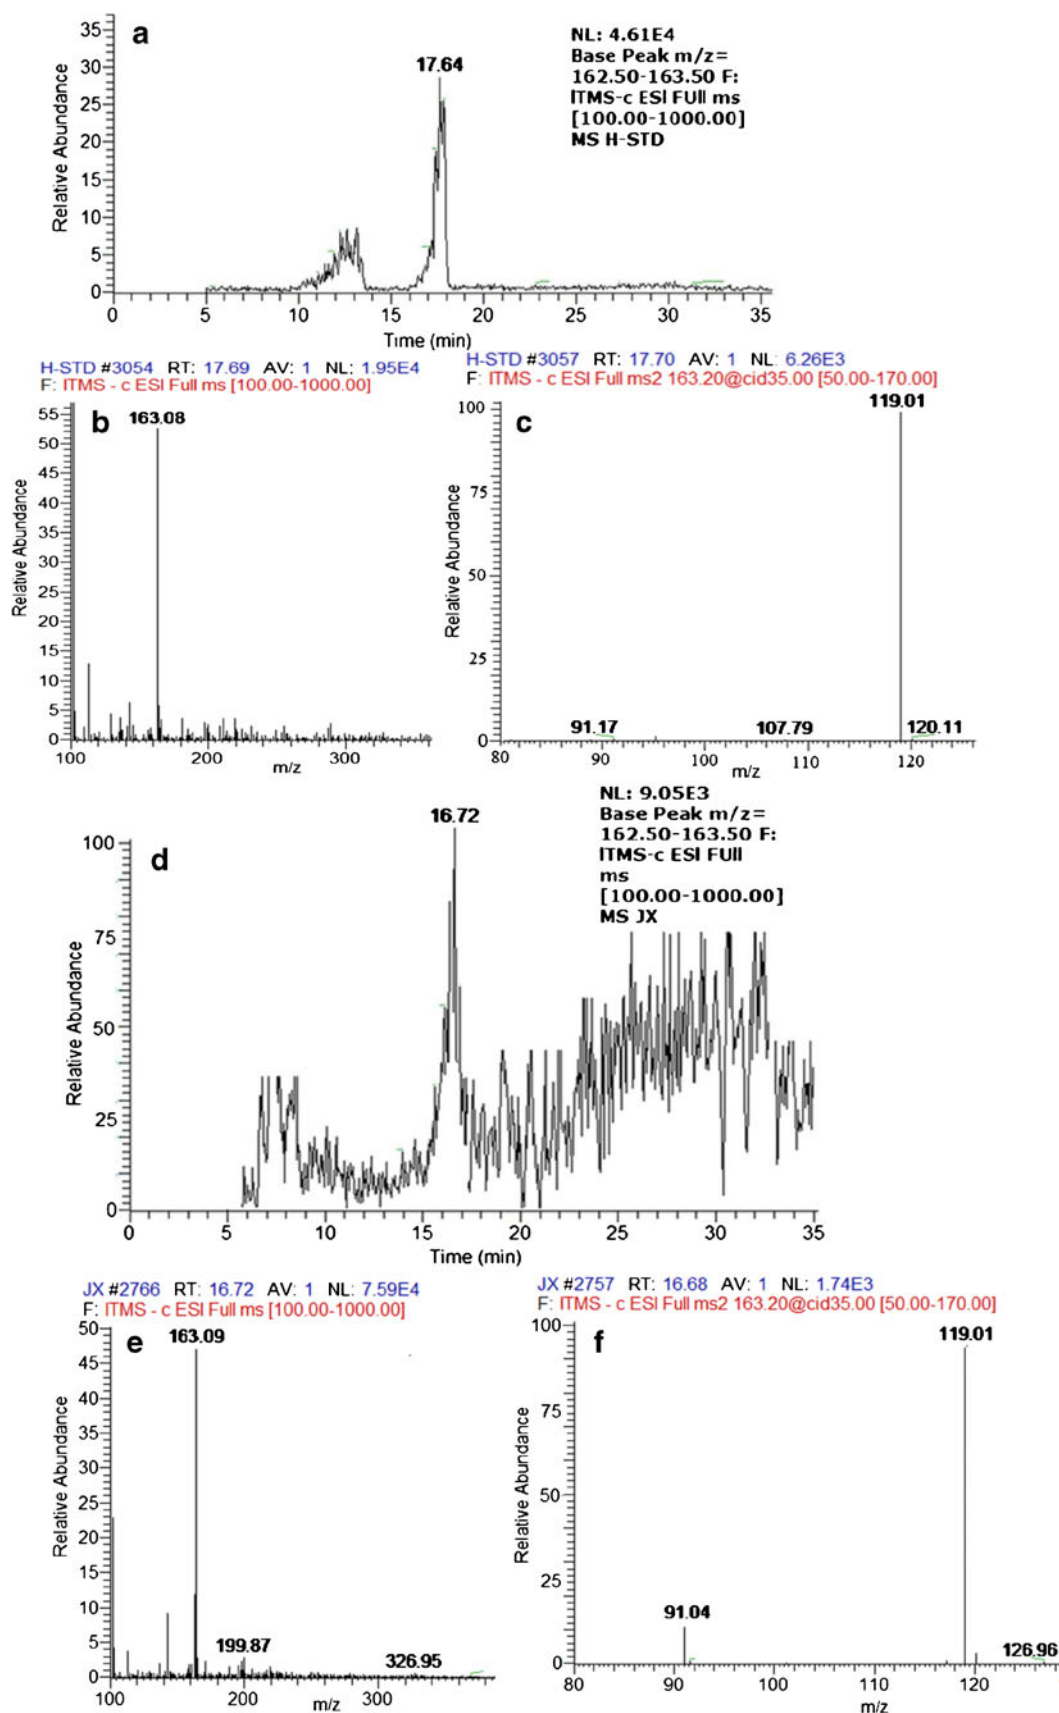 a
NL: 4.61E4
Base Peak m/z=
162.50-163.50 F:
ITMS-c ESI FUll ms
[100.00-1000.00]
MS H-STD
17.64
Relative Abundance
35
30
25
20
15
10
5
0
0 5 10 15 20 25 30 35
Time (min)
H-STD #3054 RT: 17.69 AV: 1 NL: 1.95E4
F: ITMS - c ESI Full ms [100.00-1000.00]
b
163.08
Relative Abundance
55
50
45
40
35
30
25
20
15
10
5
0
100 200 300
m/z
H-STD #3057 RT: 17.70 AV: 1 NL: 6.26E3
F: ITMS - c ESI Full ms2 163.20@cid35.00 [50.00-170.00]
c
119.01
Relative Abundance
100
75
50
25
0
91.17 107.79 120.11
80 90 100 110 120
m/z
d
16.72
NL: 9.05E3
Base Peak m/z=
162.50-163.50 F:
ITMS-c ESI FUll
ms
[100.00-1000.00]
MS JX
Relative Abundance
100
75
50
25
0
0 5 10 15 20 25 30 35
Time (min)
JX #2766 RT: 16.72 AV: 1 NL: 7.59E4
F: ITMS - c ESI Full ms [100.00-1000.00]
e
163.09
Relative Abundance
50
45
40
35
30
25
20
15
10
5
0
199.87
326.95
100 200 300
m/z
JX #2757 RT: 16.68 AV: 1 NL: 1.74E3
F: ITMS - c ESI Full ms2 163.20@cid35.00 [50.00-170.00]
f
119.01
Relative Abundance
100
75
50
25
0
91.04
126.96
80 90 100 110 120
m/z